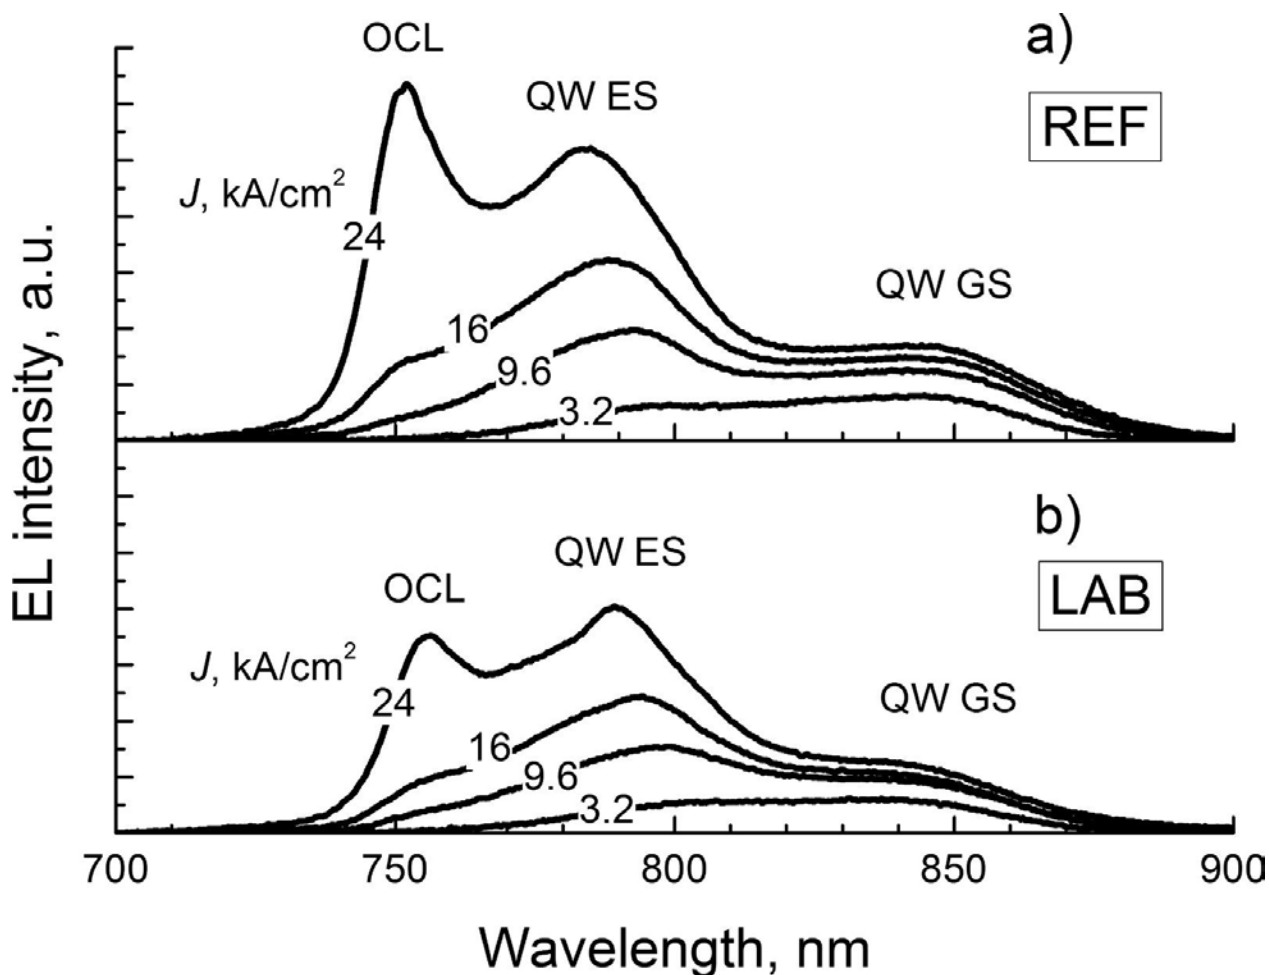 OCL
a)
QW ES
REF
J, kA/cm²
24
QW GS
16
9.6
3.2
b)
QW ES
OCL
LAB
J, kA/cm²
24
QW GS
16
9.6
3.2
EL intensity, a.u.
700 750 800 850 900
Wavelength, nm